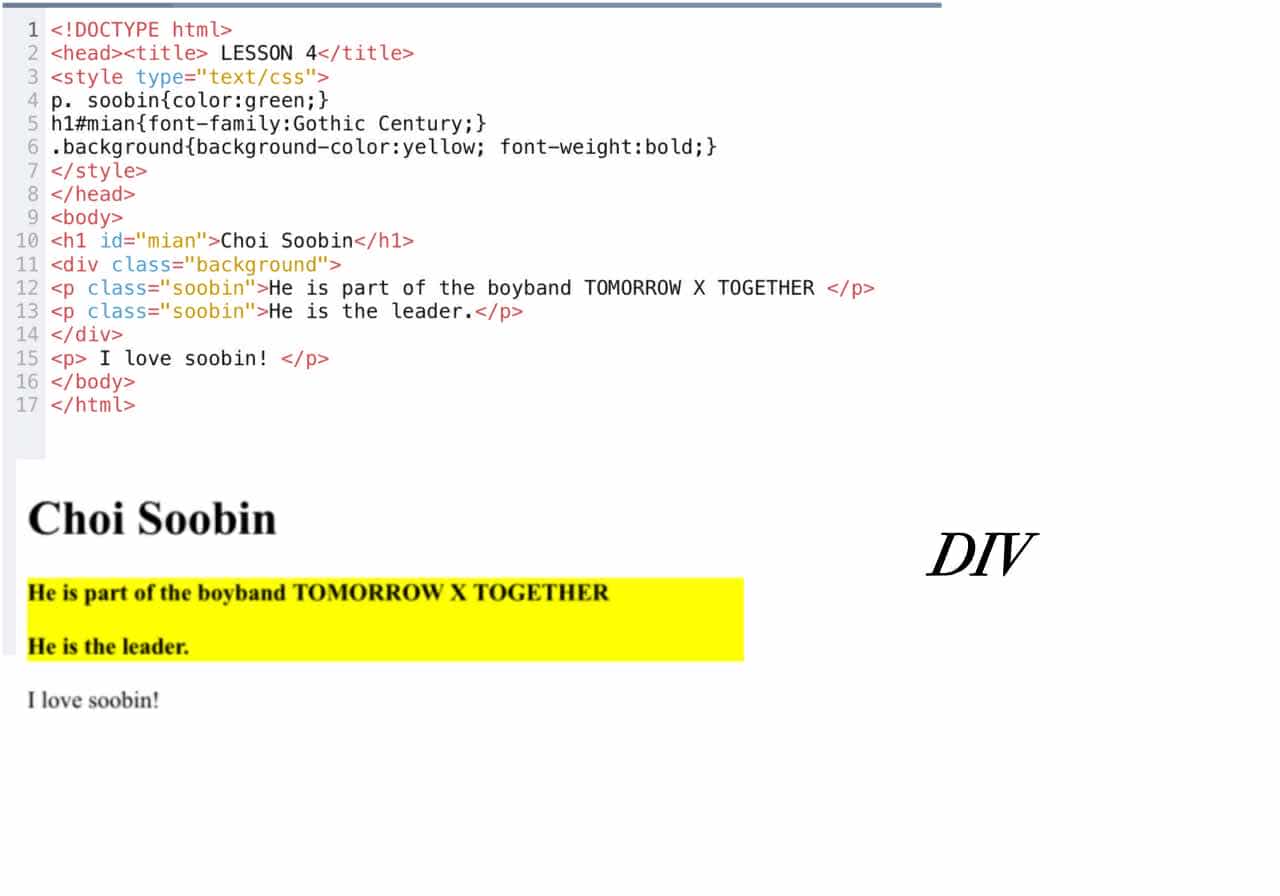 1 <!DOCTYPE html>
2 <head><title> LESSON 4</title>
3 <style type="text/css">
4 p. soobin{color:green;}
5 h1#mian{font-family:Gothic Century;}
6 .background{background-color:yellow; font-weight:bold;}
7 </style>
8 </head>
9 <body>
10 <h1 id="mian">Choi Soobin</h1>
11 <div class="background">
12 <p class="soobin">He is part of the boyband TOMORROW X TOGETHER </p>
13 <p class="soobin">He is the leader.</p>
14 </div>
15 <p> I love soobin! </p>
16 </body>
17 </html>
Choi Soobin
DIV
He is part of the boyband TOMORROW X TOGETHER
He is the leader.
I love soobin!